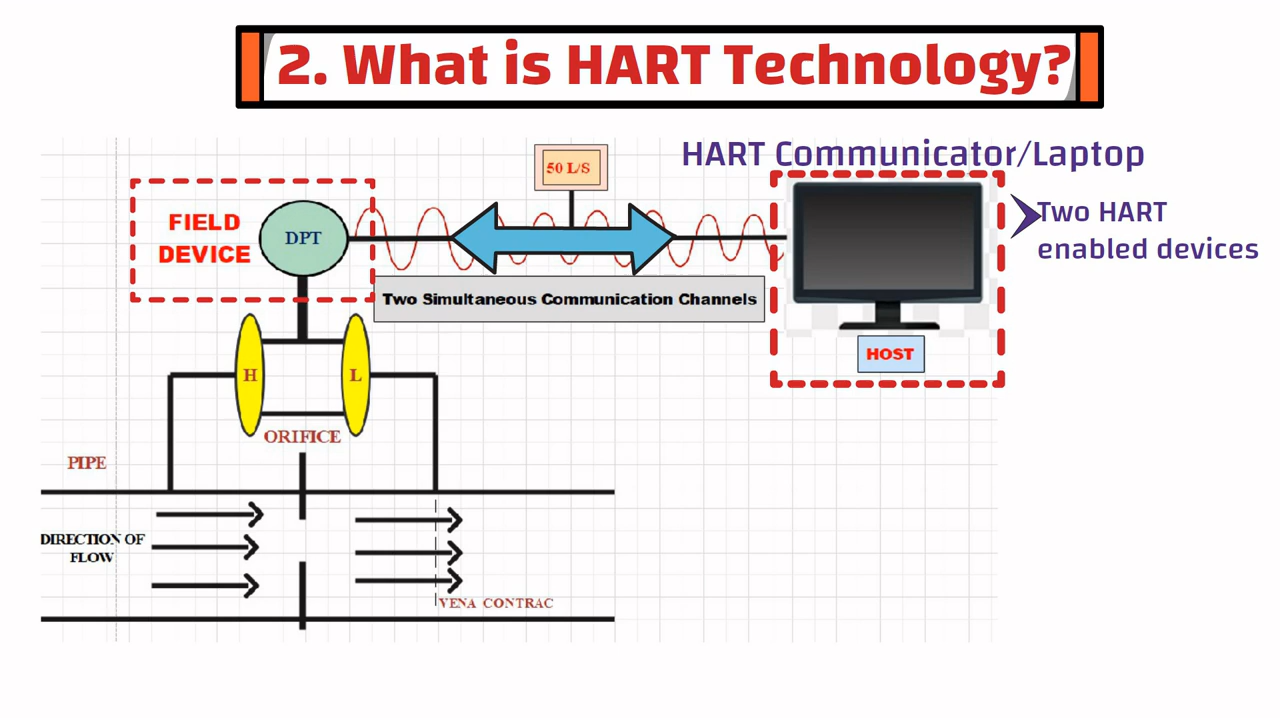 2. What is HART Technology?
HART Communicator/Laptop
50 L/S
Two HART
enabled devices
FIELD
DEVICE
DPT
Two Simultaneous Communication Channels
HOST
H
L
ORIFICE
PIPE
DIRECTION OF
FLOW
VENA CONTRAC